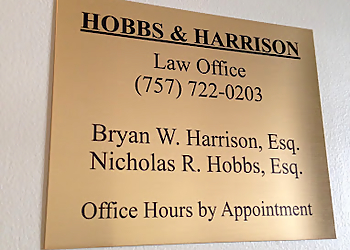 HOBBS & HARRISON
Law Office
(757) 722-0203
Bryan W. Harrison, Esq.
Nicholas R. Hobbs, Esq.
Office Hours by Appointment